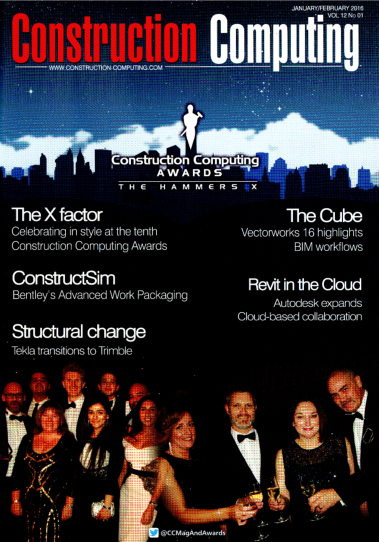 JANUARY/FEBRUARY 2016
VOL 12 No 01
Construction Computing
WWW.CONSTRUCTION-COMPUTING.COM
Construction Computing
AWARDS
THE HAMMERS X
The X factor
Celebrating in style at the tenth
Construction Computing Awards
The Cube
Vectorworks 16 highlights
BIM workflows
ConstructSim
Bentley's Advanced Work Packaging
Revit in the Cloud
Autodesk expands
Cloud-based collaboration
Structural change
Tekla transitions to Trimble
@CCMagAndAwards